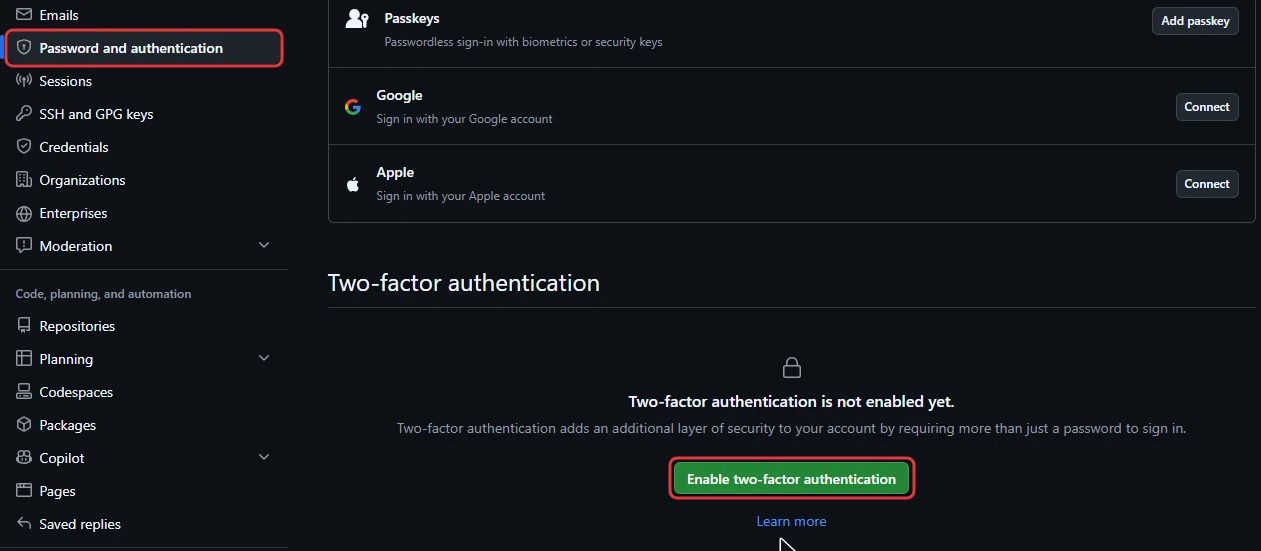 Emails
Password and authentication
Sessions
SSH and GPG keys
Credentials
Organizations
Enterprises
Moderation
Code, planning, and automation
Repositories
Planning
Codespaces
Packages
Copilot
Pages
Saved replies
Passkeys
Passwordless sign-in with biometrics or security keys
Add passkey
Google
Sign in with your Google account
Connect
Apple
Sign in with your Apple account
Connect
Two-factor authentication
Two-factor authentication is not enabled yet.
Two-factor authentication adds an additional layer of security to your account by requiring more than just a password to sign in.
Enable two-factor authentication
Learn more